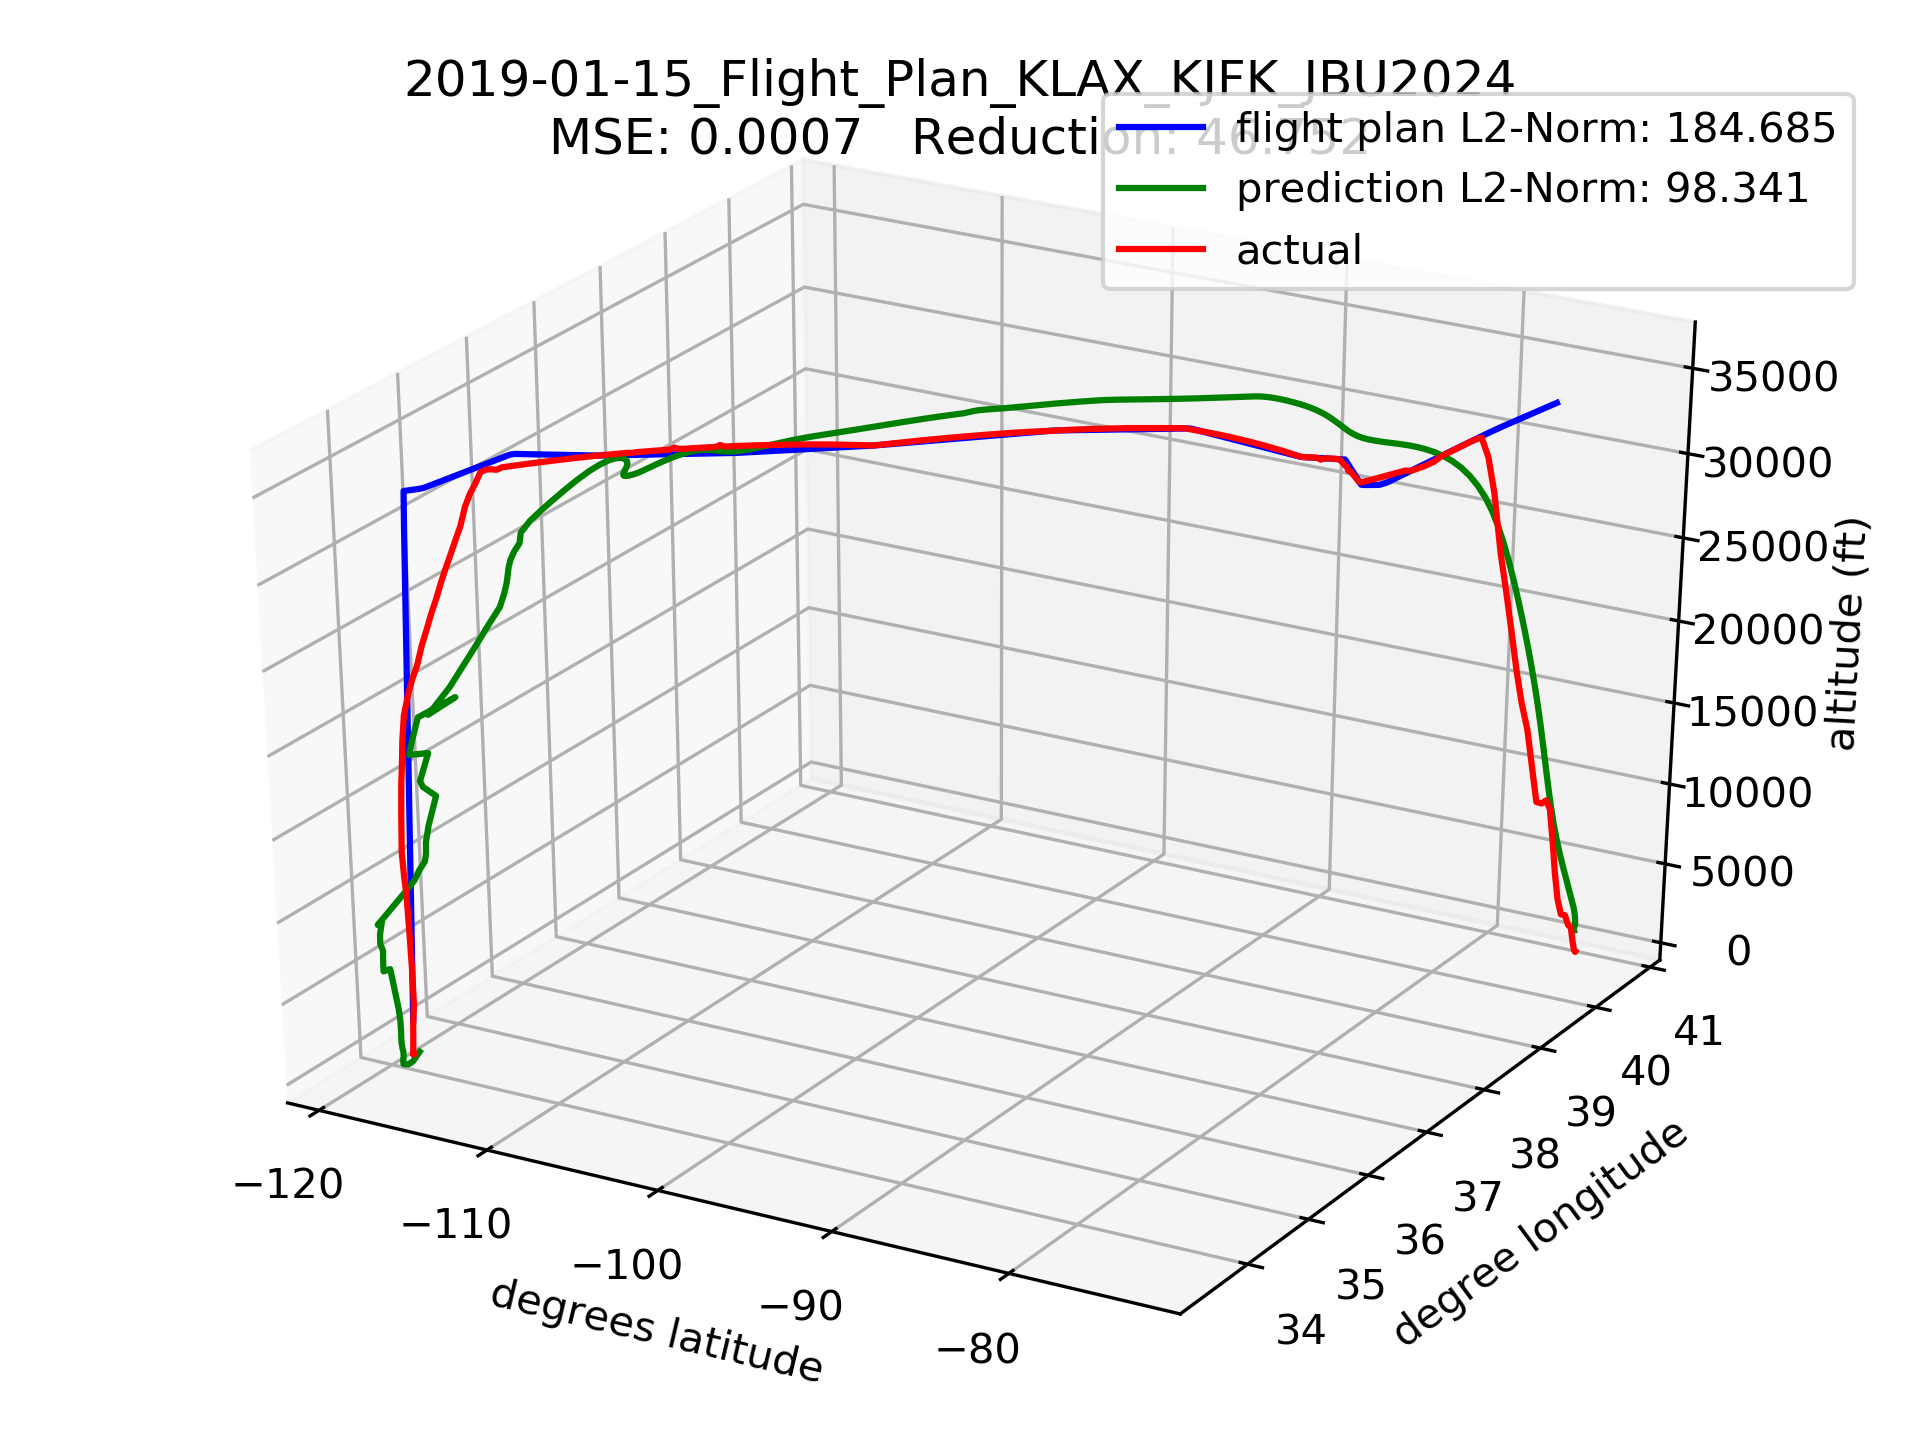 2019-01-15_Flight_Plan_KLAX_KJFK_JBU2024
MSE: 0.0007   Reduction: 46.752
flight plan L2-Norm: 184.685
prediction L2-Norm: 98.341
actual
35000
30000
25000
20000
15000
10000
5000
0
altitude (ft)
41
40
39
38
37
36
35
34
degree longitude
−120
−110
−100
−90
−80
degrees latitude